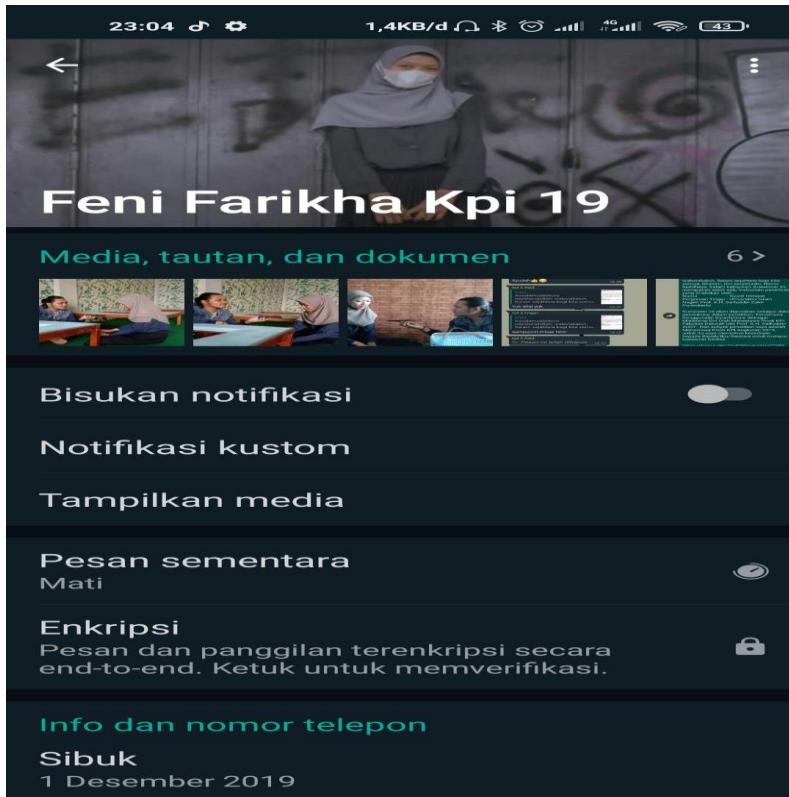 23:04 1,4KB/d 4G 43
Feni Farikha Kpi 19
Media, tautan, dan dokumen 6 >
Bisukan notifikasi
Notifikasi kustom
Tampilkan media
Pesan sementara
Mati
Enkripsi
Pesan dan panggilan terenkripsi secara
end-to-end. Ketuk untuk memverifikasi.
Info dan nomor telepon
Sibuk
1 Desember 2019